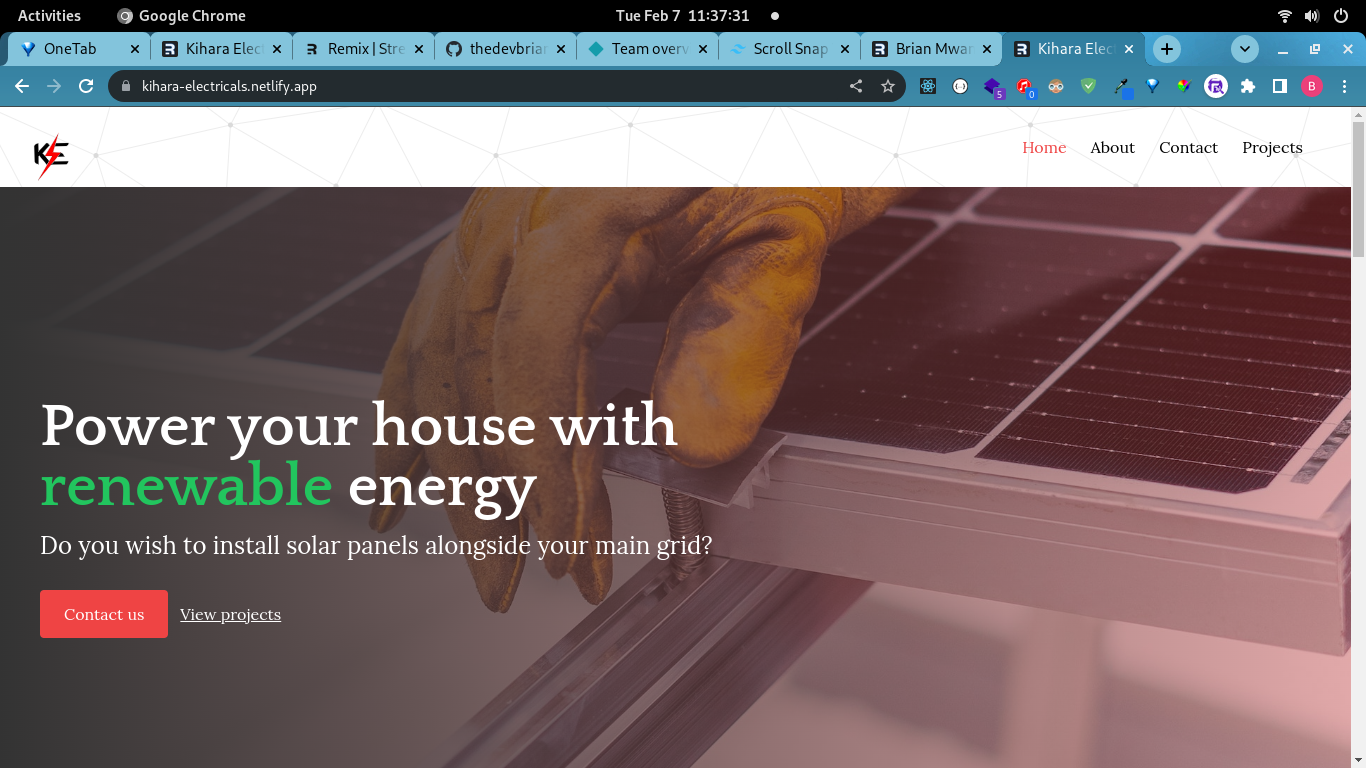 Activities
Google Chrome
Tue Feb 7 11:37:31
OneTab
Kihara Elec
Remix | Stre
thedevbrian
Team overv
Scroll Snap
Brian Mwan
Kihara Elec
kihara-electricals.netlify.app
5
0
B
KE
Home
About
Contact
Projects
Power your house with
renewable energy
Do you wish to install solar panels alongside your main grid?
Contact us
View projects